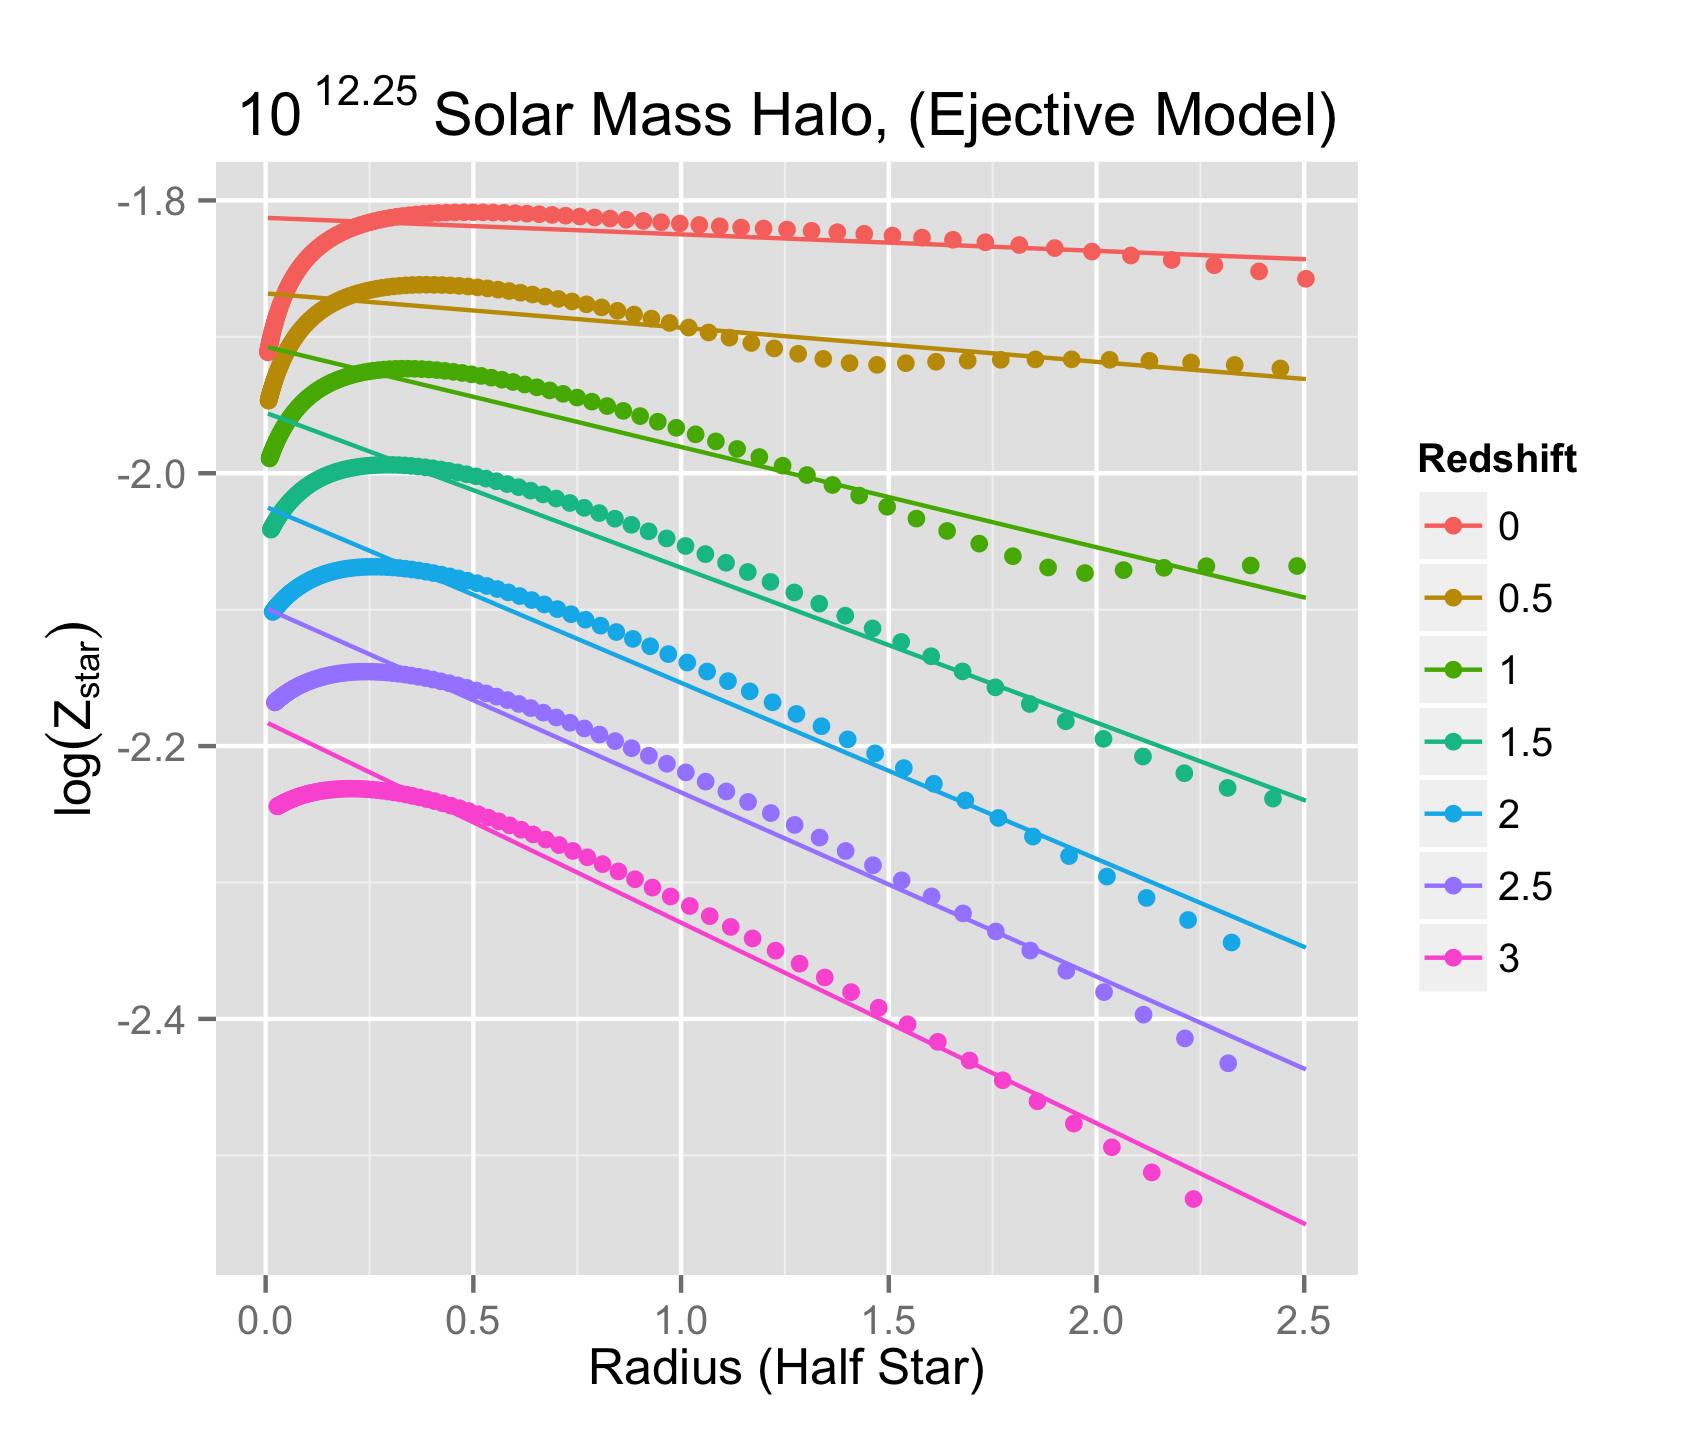 10 12.25 Solar Mass Halo, (Ejective Model)
-1.8
-2.0
-2.2
-2.4
log(Zstar)
0.0 0.5 1.0 1.5 2.0 2.5
Radius (Half Star)
Redshift
0
0.5
1
1.5
2
2.5
3